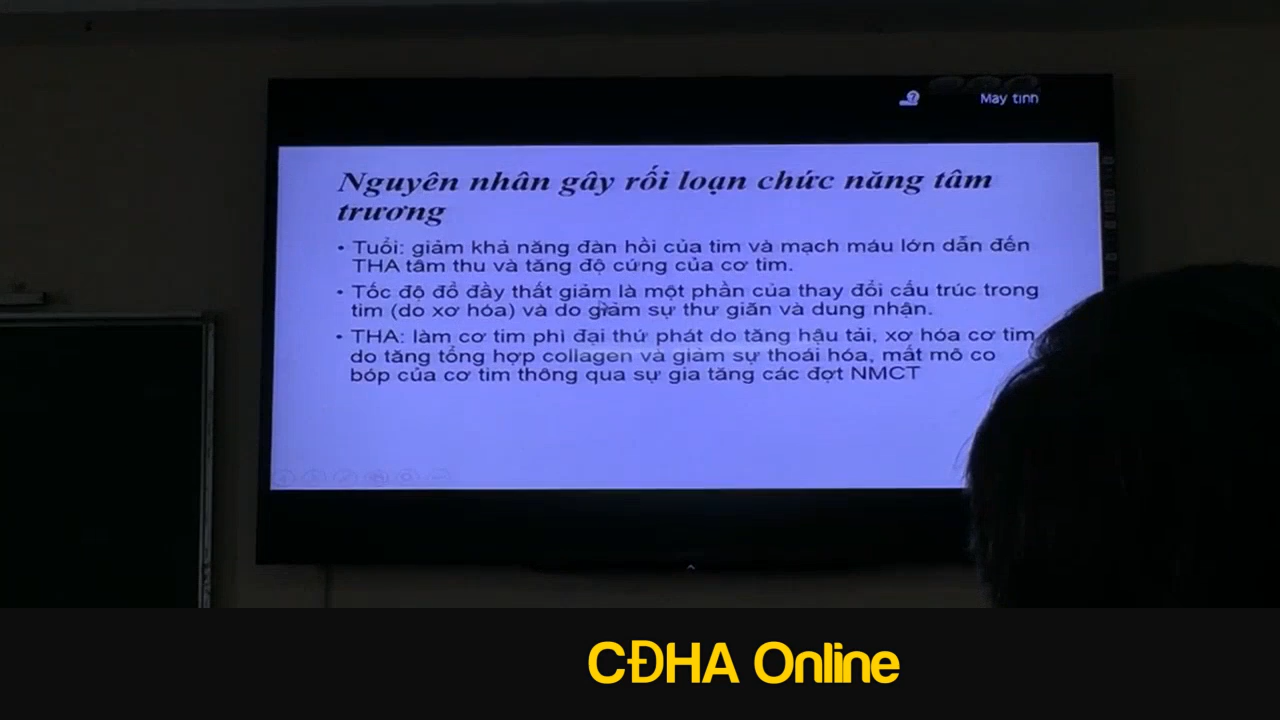 May tinh
Nguyên nhân gây rối loạn chức năng tâm
trương
• Tuổi: giảm khả năng đàn hồi của tim và mạch máu lớn dẫn đến
THA tâm thu và tăng độ cứng của cơ tim.
• Tốc độ đổ đầy thất giảm là một phần của thay đổi cấu trúc trong
tim (do xơ hóa) và do giảm sự thư giãn và dung nhận.
• THA: làm cơ tim phì đại thứ phát do tăng hậu tải, xơ hóa cơ tim
do tăng tổng hợp collagen và giảm sự thoái hóa, mất mô co
bóp của cơ tim thông qua sự gia tăng các đợt NMCT
CĐHA Online